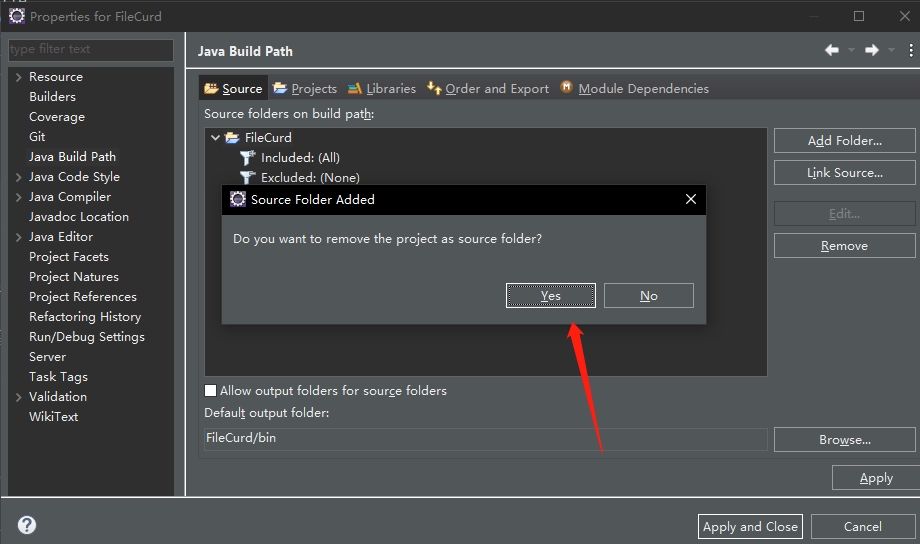 Properties for FileCurd
type filter text
Resource
Builders
Coverage
Git
Java Build Path
Java Code Style
Java Compiler
Javadoc Location
Java Editor
Project Facets
Project Natures
Project References
Refactoring History
Run/Debug Settings
Server
Task Tags
Validation
WikiText
Java Build Path
Source Projects Libraries Order and Export Module Dependencies
Source folders on build path:
FileCurd
Included: (All)
Excluded: (None)
Add Folder...
Link Source...
Edit...
Remove
Source Folder Added
Do you want to remove the project as source folder?
Yes No
Allow output folders for source folders
Default output folder:
FileCurd/bin
Browse...
Apply
Apply and Close Cancel